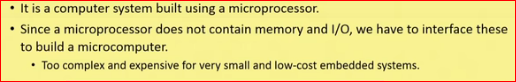 • It is a computer system built using a microprocessor.
• Since a microprocessor does not contain memory and I/O, we have to interface these
to build a microcomputer.
• Too complex and expensive for very small and low-cost embedded systems.